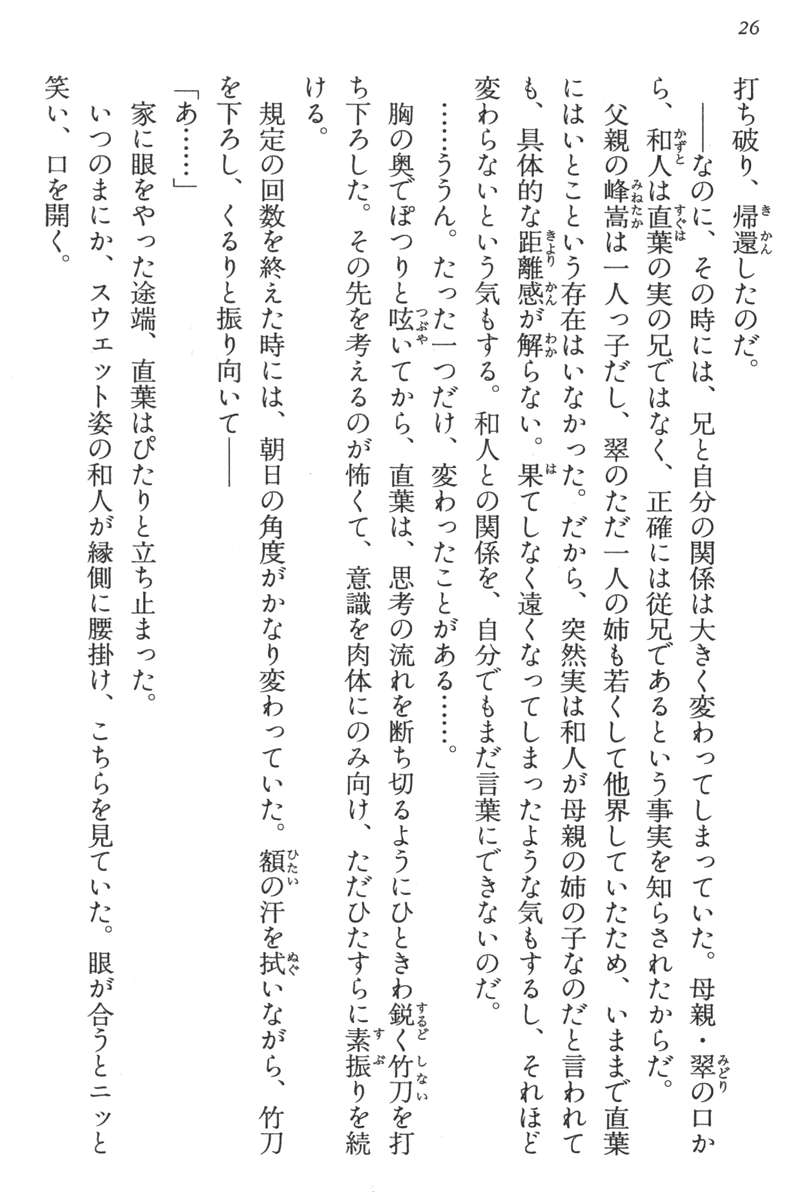 26
打ち破り、帰還したのだ。
――なのに、その時には、兄と自分の関係は大きく変わってしまっていた。母親・翠の口か
ら、和人は直葉の実の兄ではなく、正確には従兄であるという事実を知らされたからだ。
父親の峰嵩は一人っ子だし、翠のただ一人の姉も若くして他界していたため、いままで直葉
にはいとこという存在はいなかった。だから、突然実は和人が母親の姉の子なのだと言われて
も、具体的な距離感が解らない。果てしなく遠くなってしまったような気もするし、それほど
変わらないという気もする。和人との関係を、自分でもまだ言葉にできないのだ。
……ううん。たった一つだけ、変わったことがある……。
胸の奥でぽつりと呟いてから、直葉は、思考の流れを断ち切るようにひときわ鋭く竹刀を打
ち下ろした。その先を考えるのが怖くて、意識を肉体にのみ向け、ただひたすらに素振りを続
ける。
規定の回数を終えた時には、朝日の角度がかなり変わっていた。額の汗を拭いながら、竹刀
を下ろし、くるりと振り向いて――
「あ……」
家に眼をやった途端、直葉はぴたりと立ち止まった。
いつのまにか、スウェット姿の和人が縁側に腰掛け、こちらを見ていた。眼が合うとニッと
笑い、口を開く。